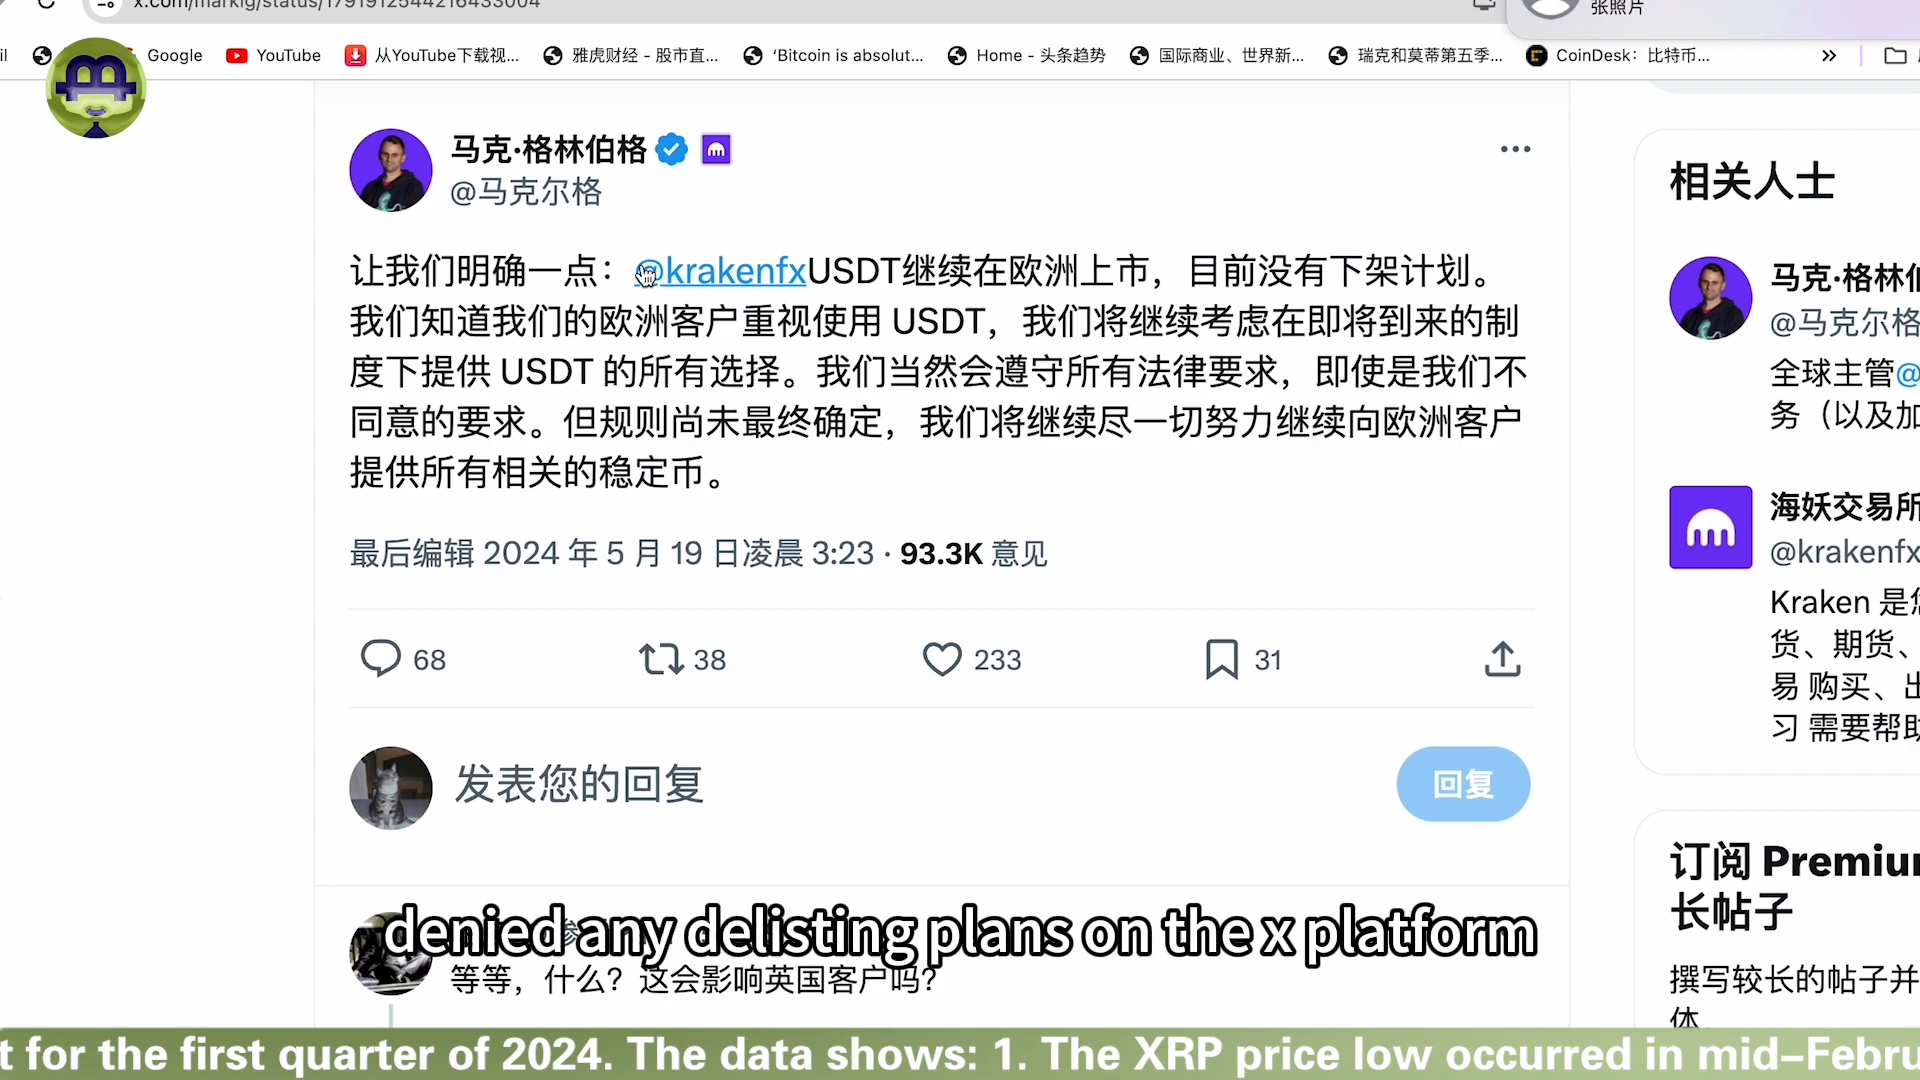 x.com/markig/status/1791912544216433004
张照片
Google
YouTube
从YouTube下载视...
雅虎财经 - 股市直...
‘Bitcoin is absolut...
Home - 头条趋势
国际商业、世界新...
瑞克和莫蒂第五季...
CoinDesk：比特币...
马克·格林伯格
@马克尔格
让我们明确一点：@krakenfxUSDT继续在欧洲上市，目前没有下架计划。
我们知道我们的欧洲客户重视使用 USDT，我们将继续考虑在即将到来的制
度下提供 USDT 的所有选择。我们当然会遵守所有法律要求，即使是我们不
同意的要求。但规则尚未最终确定，我们将继续尽一切努力继续向欧洲客户
提供所有相关的稳定币。
最后编辑 2024 年 5 月 19 日凌晨 3:23 · 93.3K 意见
68
38
233
31
发表您的回复
回复
等等，什么？这会影响英国客户吗？
相关人士
马克·格林
@马克尔格
全球主管@
务（以及加
海妖交易所
@krakenfx
Kraken 是
货、期货、
易 购买、出
习 需要帮助
订阅 Premium
长帖子
撰写较长的帖子并
体
denied any delisting plans on the x platform
t for the first quarter of 2024. The data shows: 1. The XRP price low occurred in mid-Febru